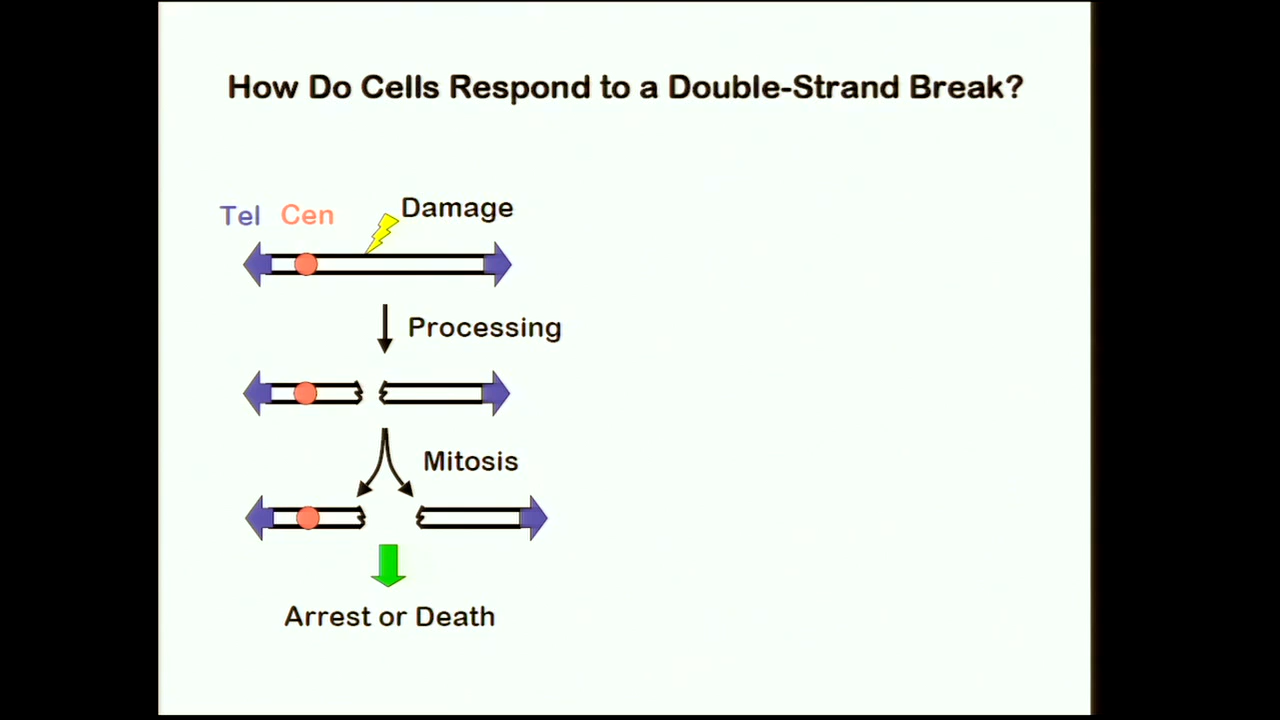 How Do Cells Respond to a Double-Strand Break?
Tel Cen Damage
Processing
Mitosis
Arrest or Death